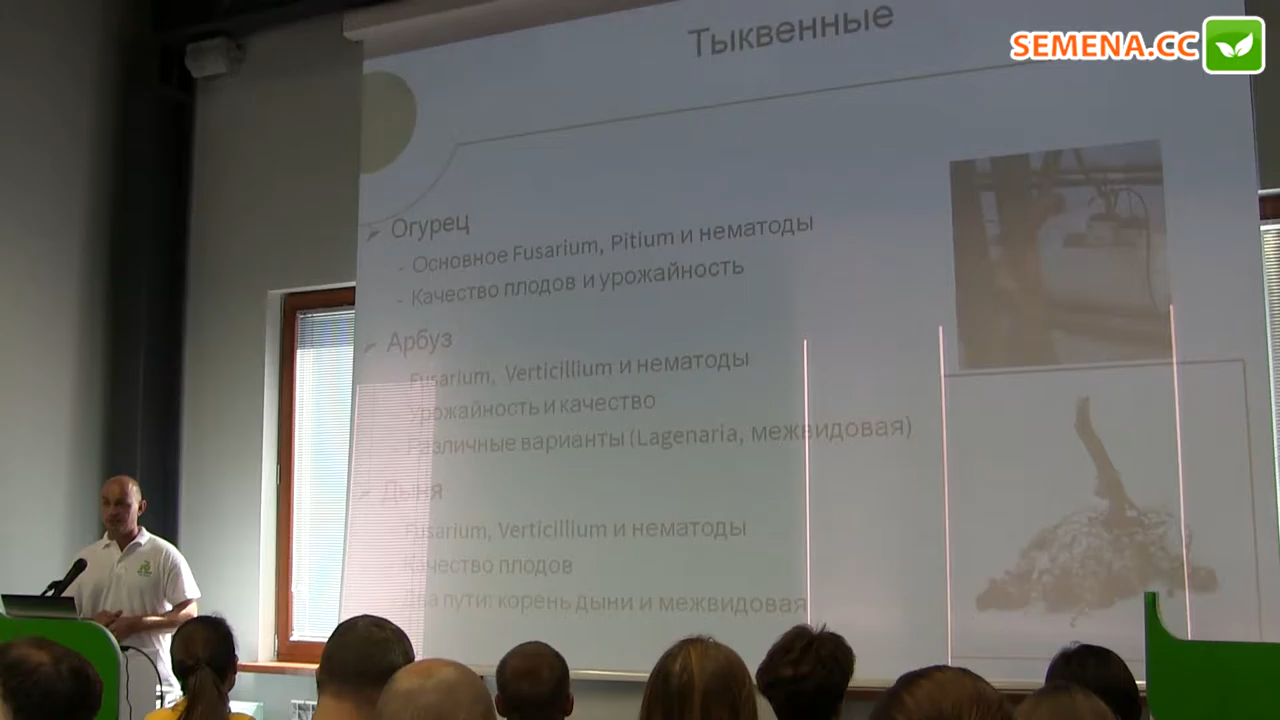 Тыквенные
SEMENA.CC
Огурец
- Основное Fusarium, Pitium и нематоды
- Качество плодов и урожайность
Арбуз
Fusarium, Verticillium и нематоды
урожайность и качество
- Различные варианты (Lagenaria, межвидовая)
Дыня
Fusarium, Verticillium и нематоды
Качество плодов
Два пути: корень дыни и межвидовая